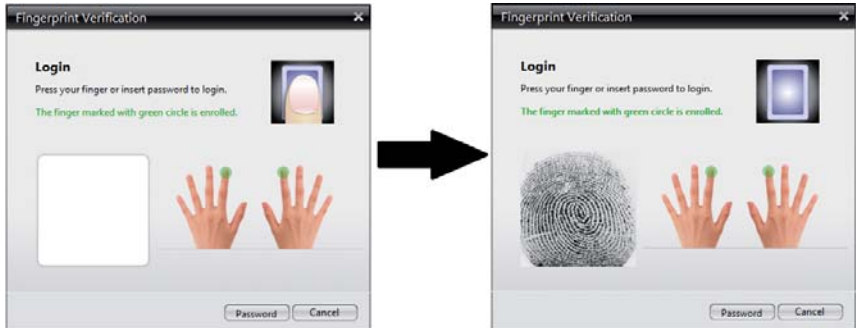 Fingerprint Verification
Login
Press your finger or insert password to login.
The finger marked with green circle is enrolled.
Password
Cancel
Fingerprint Verification
Login
Press your finger or insert password to login.
The finger marked with green circle is enrolled.
Password
Cancel